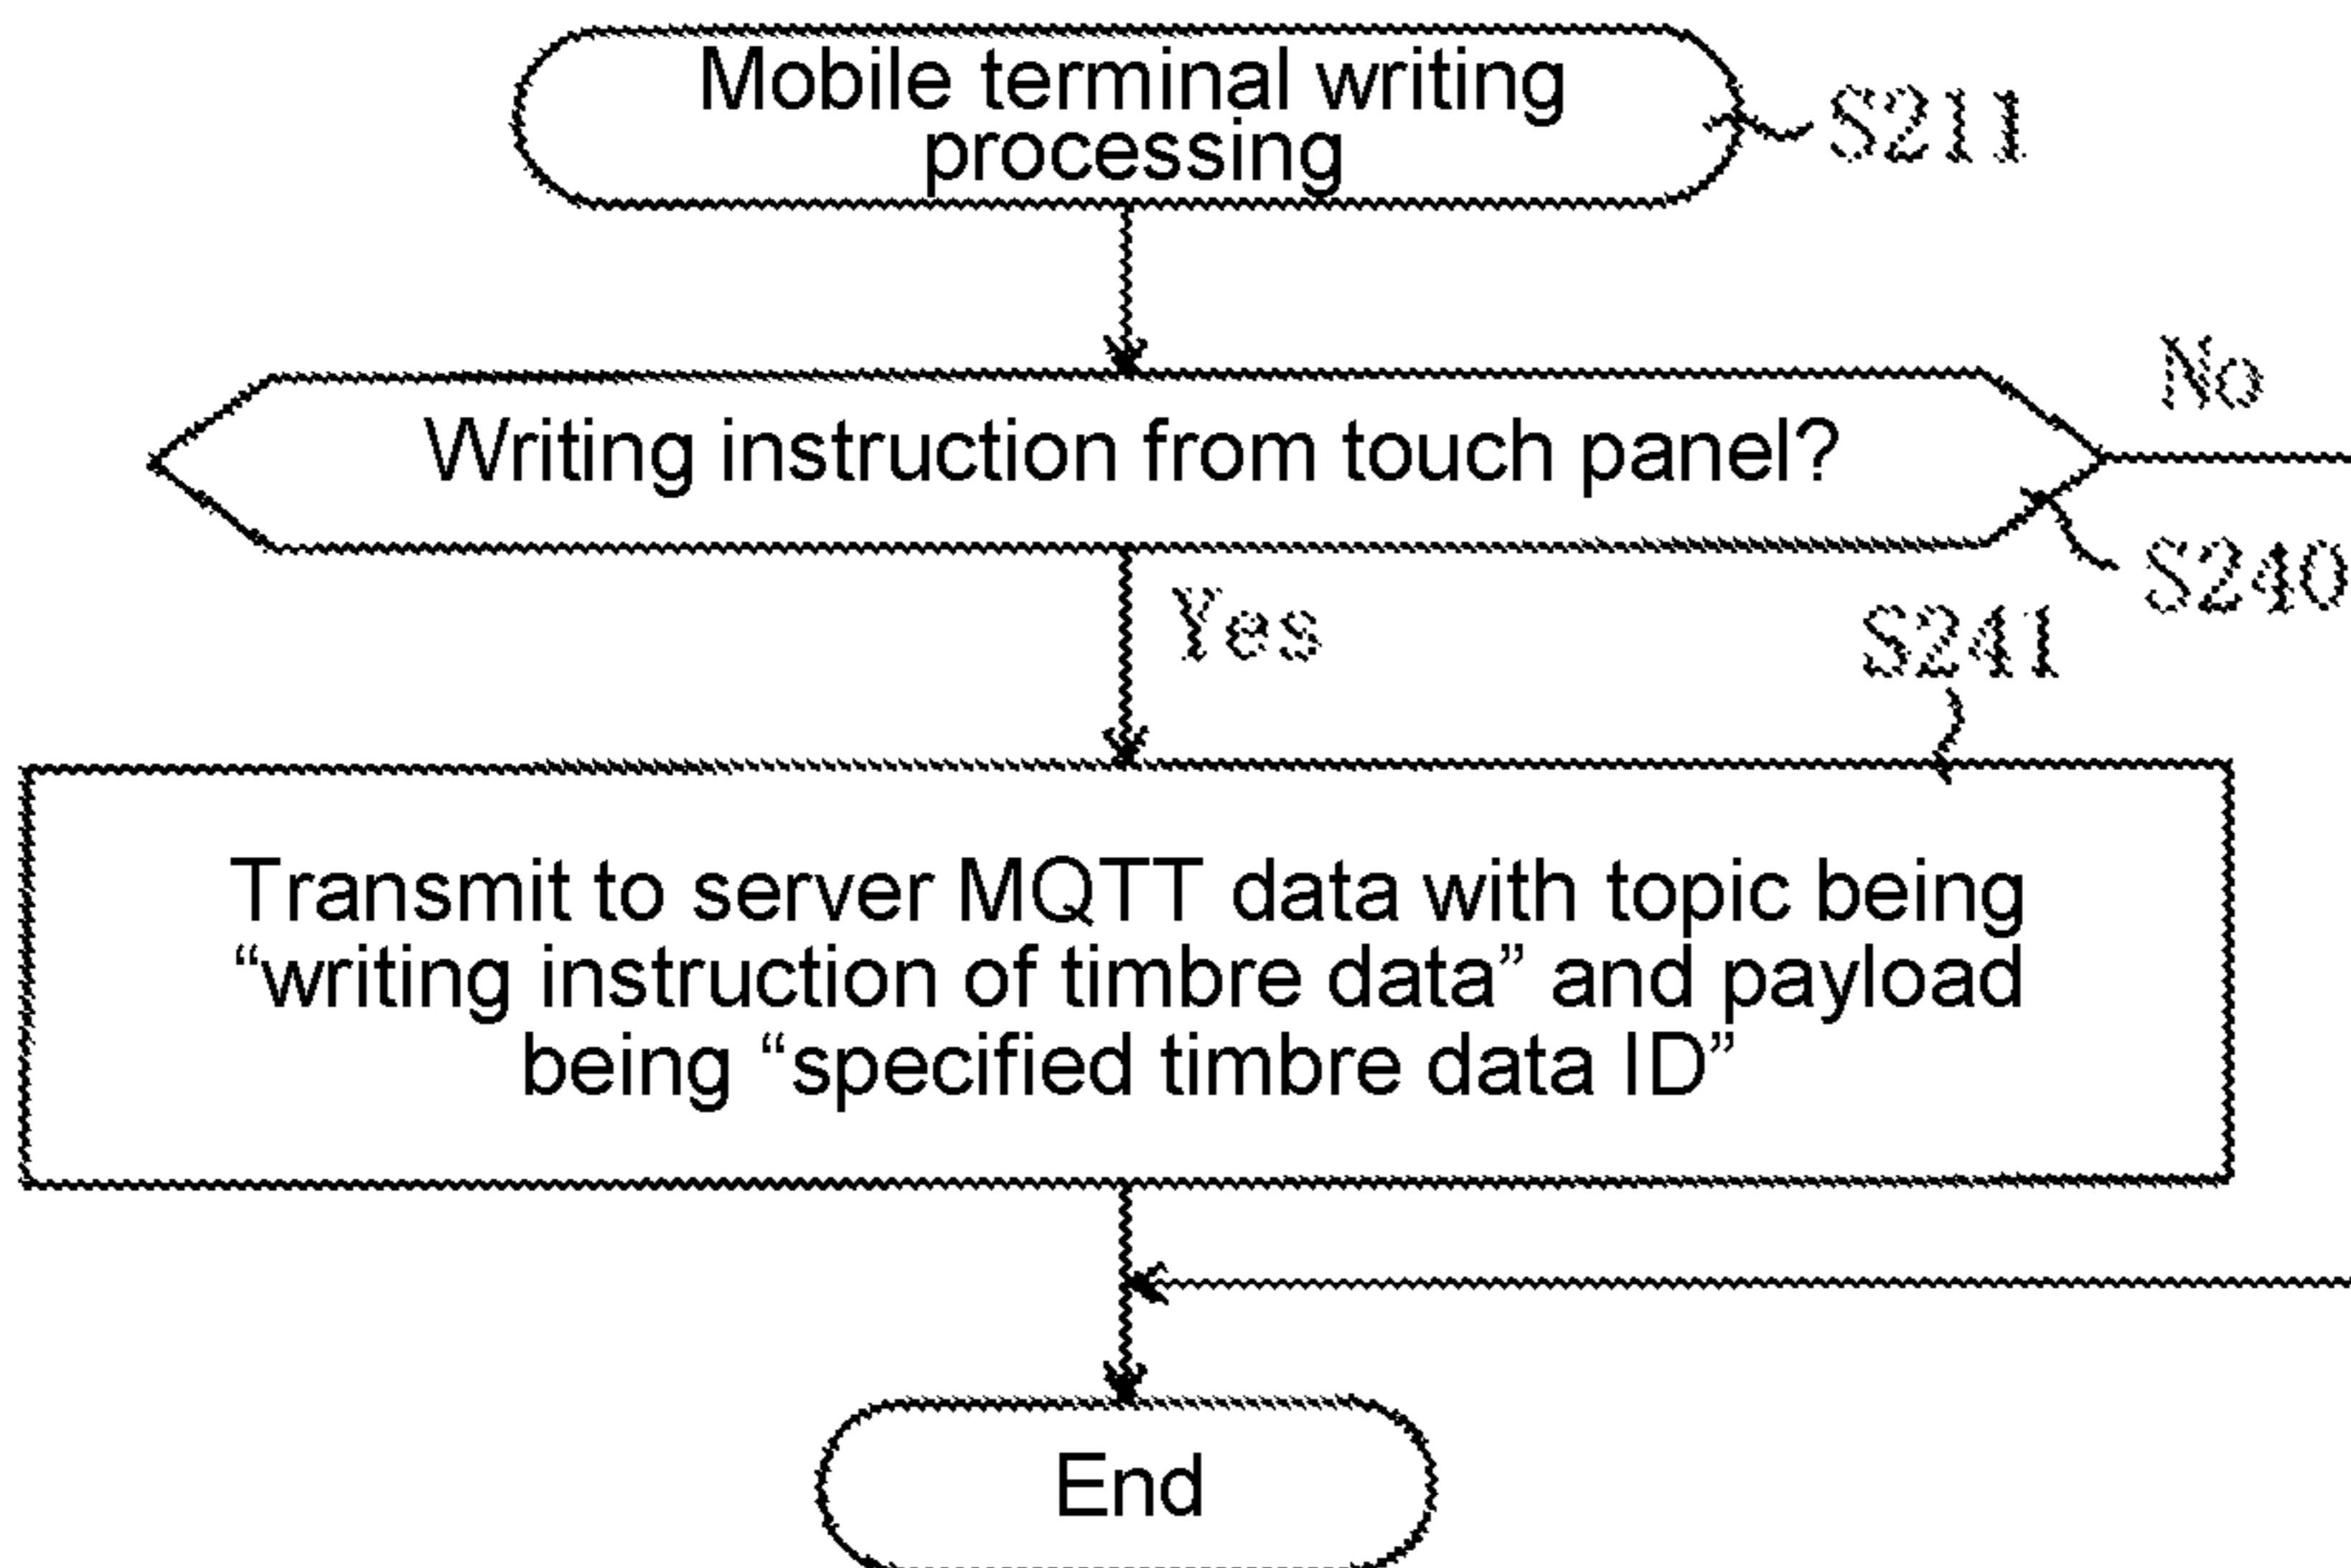 Mobile terminal writing
processing
S211
Writing instruction from touch panel?
No
S240
Yes
S241
Transmit to server MQTT data with topic being
“writing instruction of timbre data” and payload
being “specified timbre data ID”
End